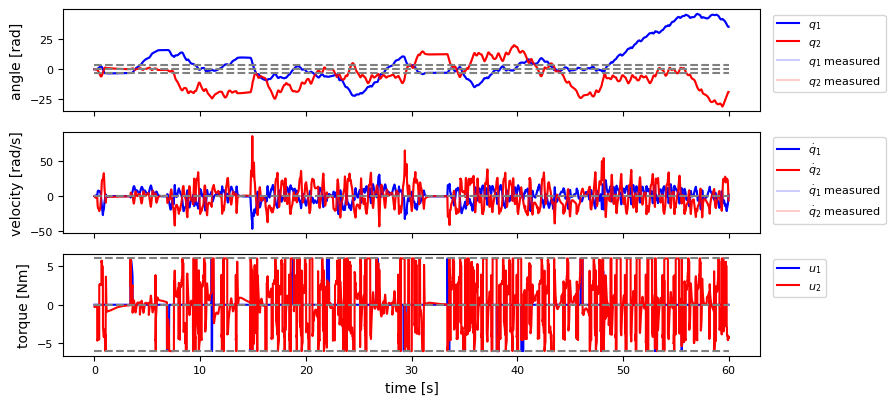 angle [rad]
25
0
−25
q₁
q₂
q₁ measured
q₂ measured
velocity [rad/s]
50
0
−50
q̇₁
q̇₂
q̇₁ measured
q̇₂ measured
torque [Nm]
5
0
−5
u₁
u₂
0 10 20 30 40 50 60
time [s]